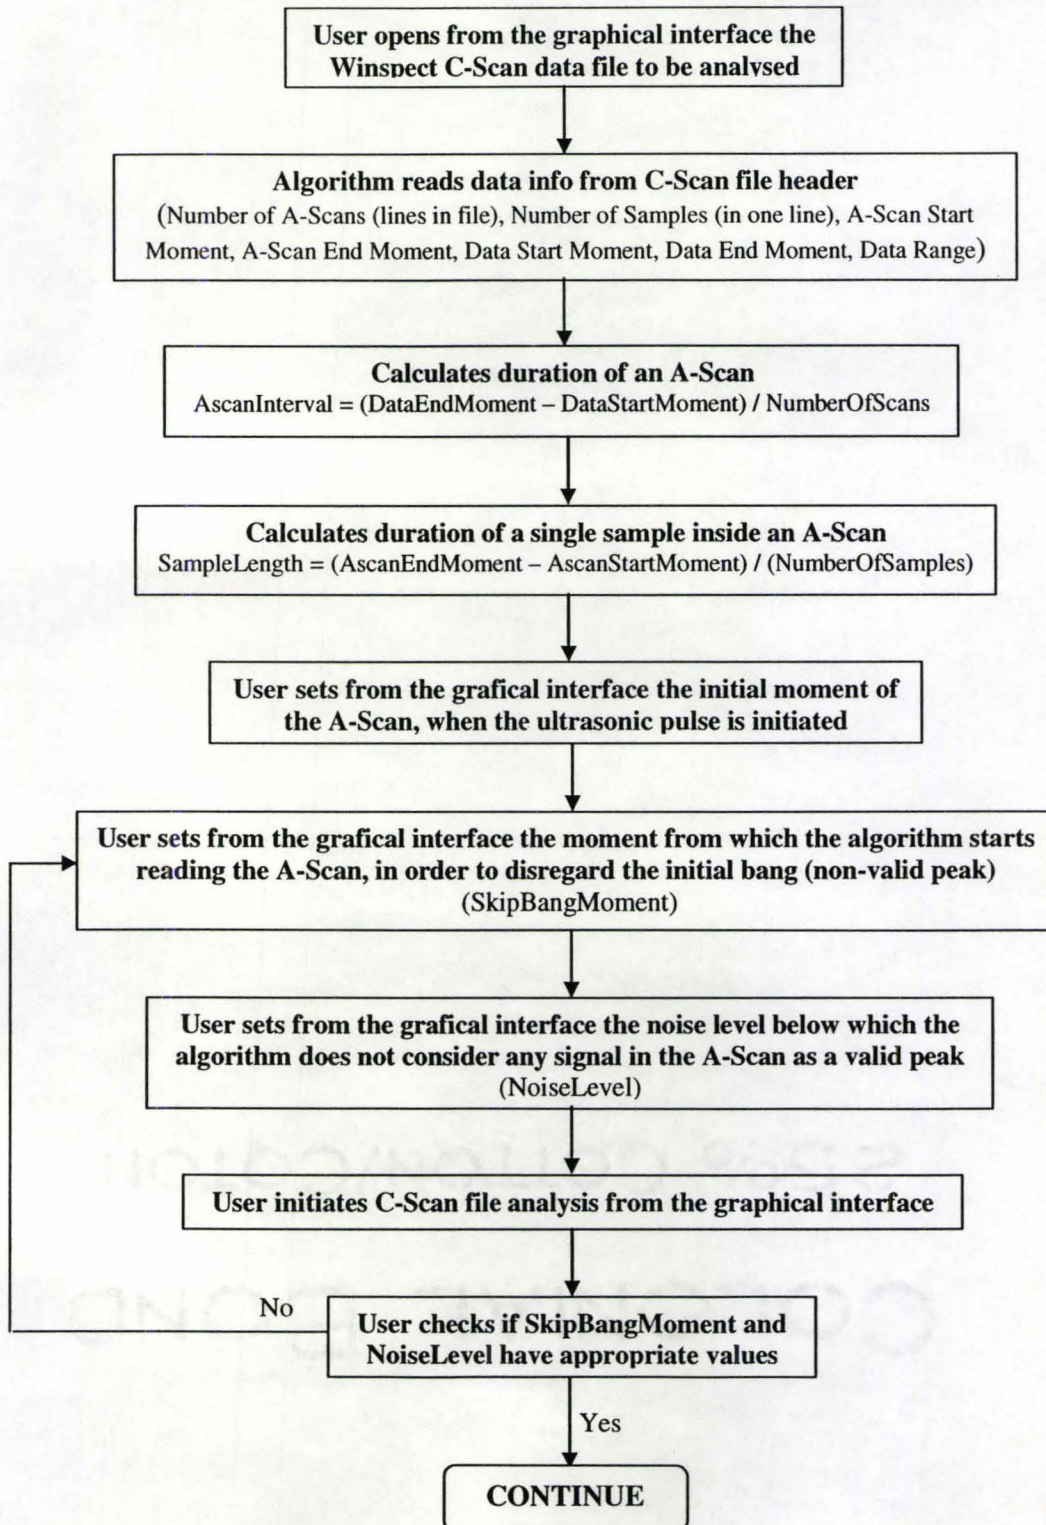 User opens from the graphical interface the
Winspect C-Scan data file to be analysed
Algorithm reads data info from C-Scan file header
(Number of A-Scans (lines in file), Number of Samples (in one line), A-Scan Start
Moment, A-Scan End Moment, Data Start Moment, Data End Moment, Data Range)
Calculates duration of an A-Scan
AscanInterval = (DataEndMoment – DataStartMoment) / NumberOfScans
Calculates duration of a single sample inside an A-Scan
SampleLength = (AscanEndMoment – AscanStartMoment) / (NumberOfSamples)
User sets from the grafical interface the initial moment of
the A-Scan, when the ultrasonic pulse is initiated
User sets from the grafical interface the moment from which the algorithm starts
reading the A-Scan, in order to disregard the initial bang (non-valid peak)
(SkipBangMoment)
User sets from the grafical interface the noise level below which the
algorithm does not consider any signal in the A-Scan as a valid peak
(NoiseLevel)
User initiates C-Scan file analysis from the graphical interface
No
User checks if SkipBangMoment and
NoiseLevel have appropriate values
Yes
CONTINUE